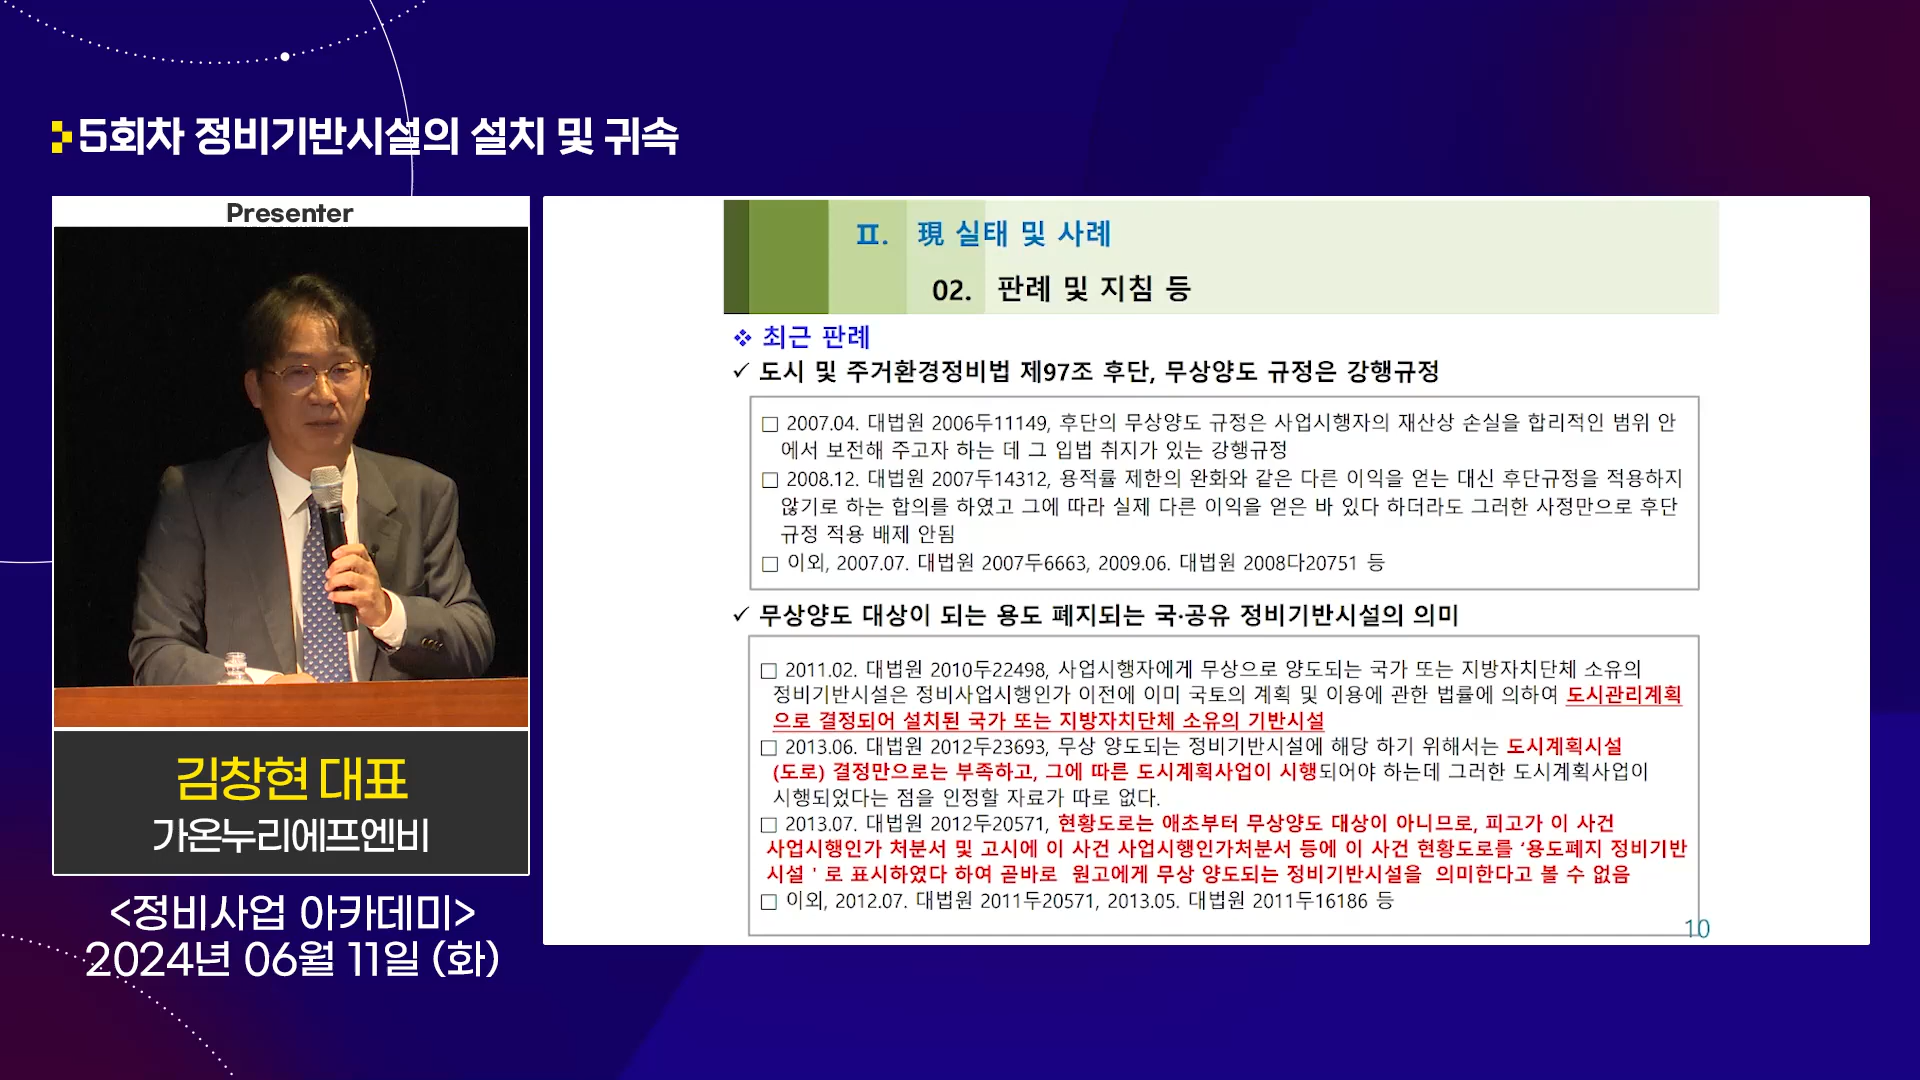 5회차 정비기반시설의 설치 및 귀속
Presenter
김창현 대표
가온누리에프엔비
<정비사업 아카데미>
2024년 06월 11일 (화)
Ⅱ. 現 실태 및 사례
02. 판례 및 지침 등
❖ 최근 판례
✓ 도시 및 주거환경정비법 제97조 후단, 무상양도 규정은 강행규정
□ 2007.04. 대법원 2006두11149, 후단의 무상양도 규정은 사업시행자의 재산상 손실을 합리적인 범위 안
에서 보전해 주고자 하는 데 그 입법 취지가 있는 강행규정
□ 2008.12. 대법원 2007두14312, 용적률 제한의 완화와 같은 다른 이익을 얻는 대신 후단규정을 적용하지
않기로 하는 합의를 하였고 그에 따라 실제 다른 이익을 얻은 바 있다 하더라도 그러한 사정만으로 후단
규정 적용 배제 안됨
□ 이외, 2007.07. 대법원 2007두6663, 2009.06. 대법원 2008다20751 등
✓ 무상양도 대상이 되는 용도 폐지되는 국·공유 정비기반시설의 의미
□ 2011.02. 대법원 2010두22498, 사업시행자에게 무상으로 양도되는 국가 또는 지방자치단체 소유의
정비기반시설은 정비사업시행인가 이전에 이미 국토의 계획 및 이용에 관한 법률에 의하여 도시관리계획
으로 결정되어 설치된 국가 또는 지방자치단체 소유의 기반시설
□ 2013.06. 대법원 2012두23693, 무상 양도되는 정비기반시설에 해당 하기 위해서는 도시계획시설
(도로) 결정만으로는 부족하고, 그에 따른 도시계획사업이 시행되어야 하는데 그러한 도시계획사업이
시행되었다는 점을 인정할 자료가 따로 없다.
□ 2013.07. 대법원 2012두20571, 현황도로는 애초부터 무상양도 대상이 아니므로, 피고가 이 사건
사업시행인가 처분서 및 고시에 이 사건 사업시행인가처분서 등에 이 사건 현황도로를 ‘용도폐지 정비기반
시설 ' 로 표시하였다 하여 곧바로 원고에게 무상 양도되는 정비기반시설을 의미한다고 볼 수 없음
□ 이외, 2012.07. 대법원 2011두20571, 2013.05. 대법원 2011두16186 등
10